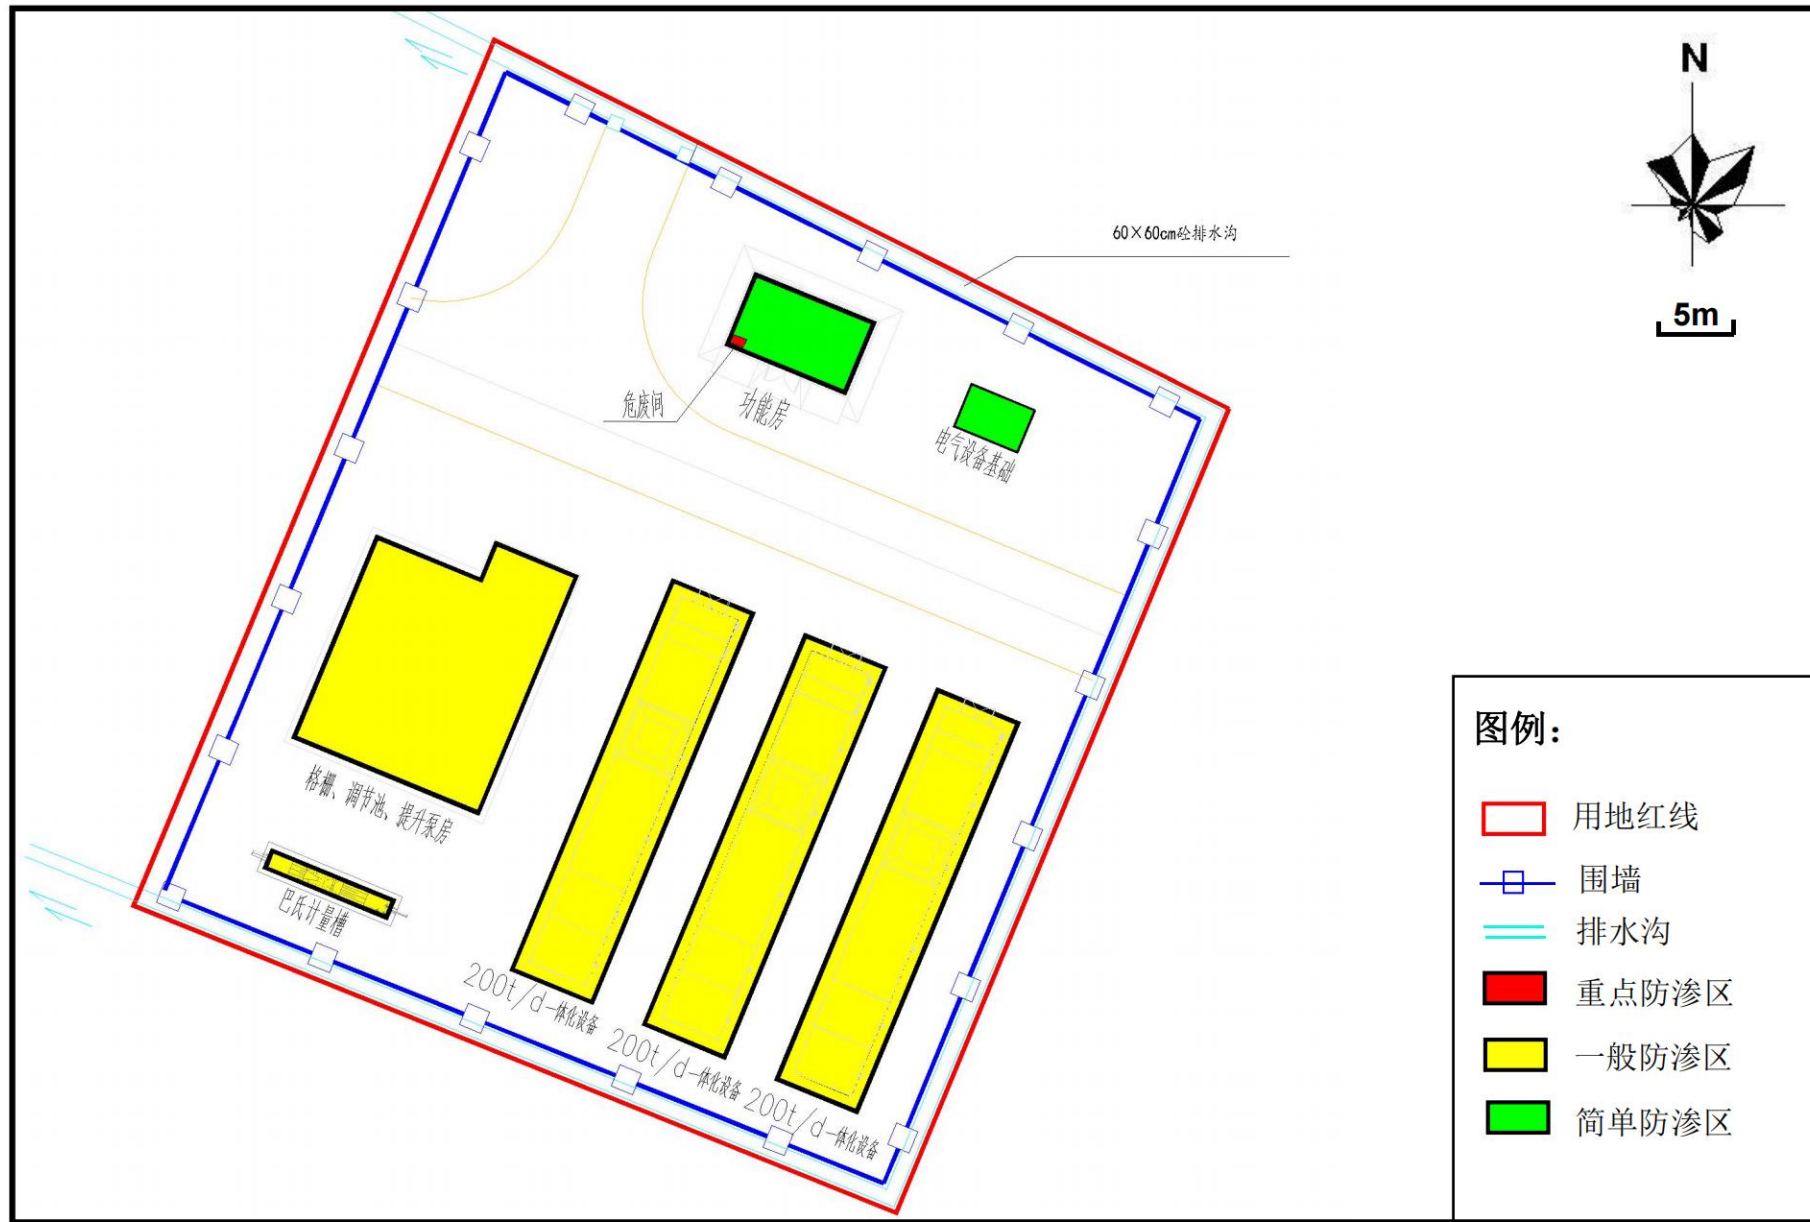 N
60×60cm砼排水沟
5m
危废间
功能房
电气设备基础
格栅、调节池、提升泵房
巴氏计量槽
200t/d一体化设备
200t/d一体化设备
200t/d一体化设备
图例：
用地红线
围墙
排水沟
重点防渗区
一般防渗区
简单防渗区